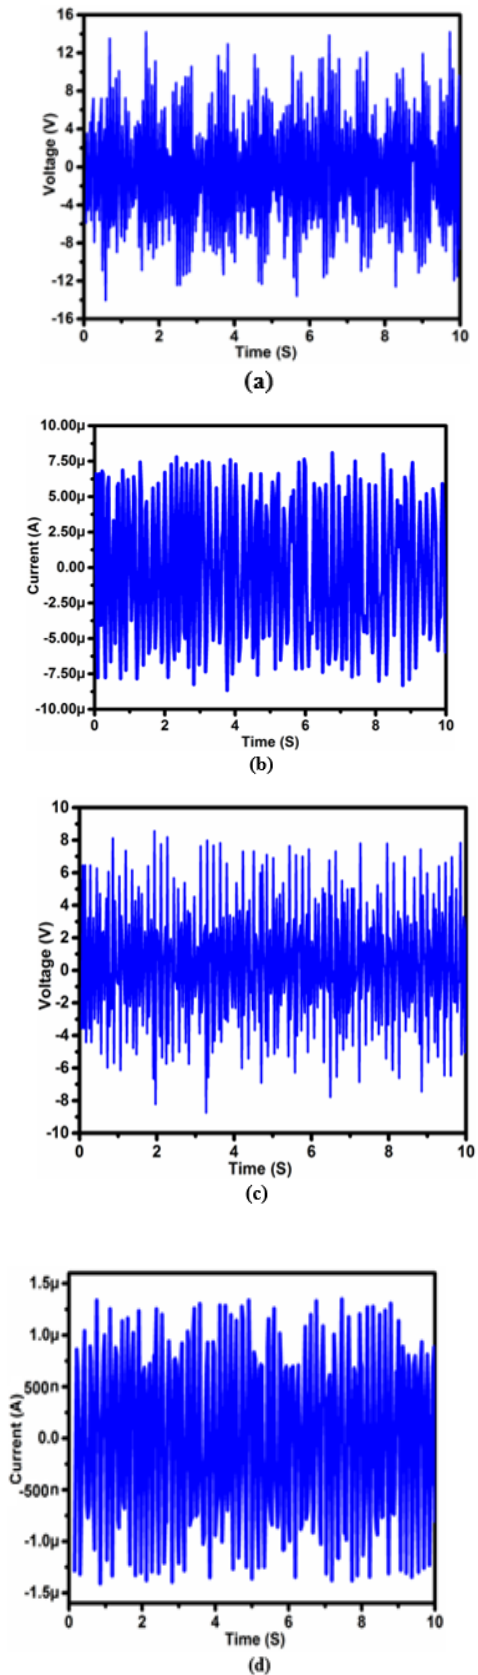 16
12
8
4
0
-4
-8
-12
-16
Voltage (V)
0 2 4 6 8 10
Time (S)
(a)
10.00µ
7.50µ
5.00µ
2.50µ
0.00
-2.50µ
-5.00µ
-7.50µ
-10.00µ
Current (A)
0 2 4 6 8 10
Time (S)
(b)
10
8
6
4
2
0
-2
-4
-6
-8
-10
Voltage (V)
0 2 4 6 8 10
Time (S)
(c)
1.5µ
1.0µ
500n
0.0
-500n
-1.0µ
-1.5µ
Current (A)
0 2 4 6 8 10
Time (S)
(d)